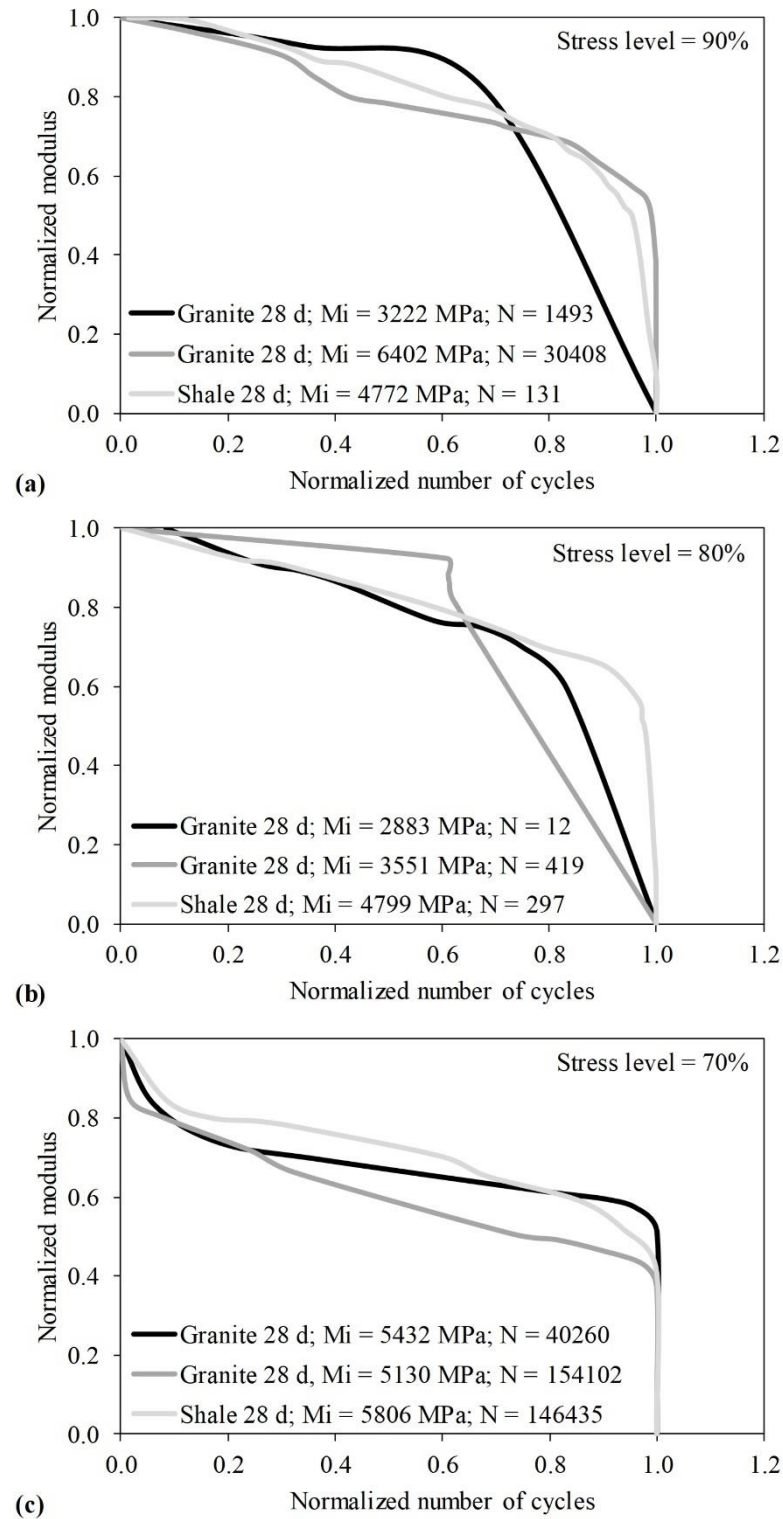 1.0
Stress level = 90%
0.8
0.6
Normalized modulus
0.4
Granite 28 d; Mi = 3222 MPa; N = 1493
0.2
Granite 28 d; Mi = 6402 MPa; N = 30408
Shale 28 d; Mi = 4772 MPa; N = 131
0.0
0.0 0.2 0.4 0.6 0.8 1.0 1.2
(a)
Normalized number of cycles
1.0
Stress level = 80%
0.8
0.6
Normalized modulus
0.4
Granite 28 d; Mi = 2883 MPa; N = 12
0.2
Granite 28 d; Mi = 3551 MPa; N = 419
Shale 28 d; Mi = 4799 MPa; N = 297
0.0
0.0 0.2 0.4 0.6 0.8 1.0 1.2
(b)
Normalized number of cycles
1.0
Stress level = 70%
0.8
0.6
Normalized modulus
0.4
Granite 28 d; Mi = 5432 MPa; N = 40260
0.2
Granite 28 d; Mi = 5130 MPa; N = 154102
Shale 28 d; Mi = 5806 MPa; N = 146435
0.0
0.0 0.2 0.4 0.6 0.8 1.0 1.2
(c)
Normalized number of cycles